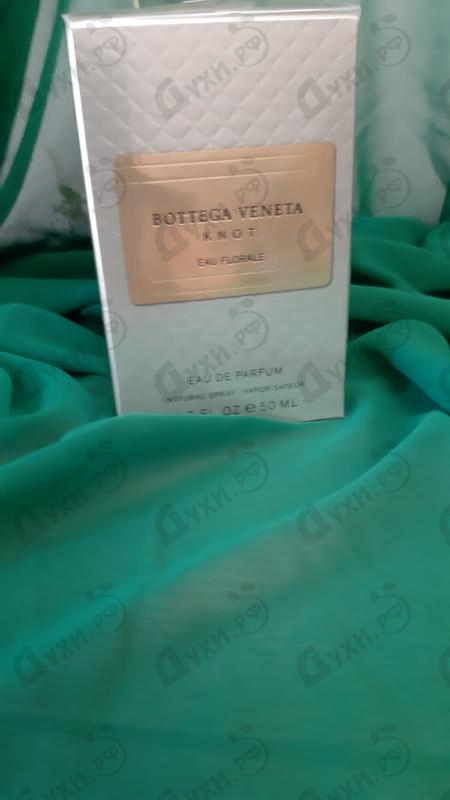 BOTTEGA VENETA
KNOT
EAU FLORALE
EAU DE PARFUM
NATURAL SPRAY VAPORISATEUR
FL OZ e 50 ML
Духи.рф